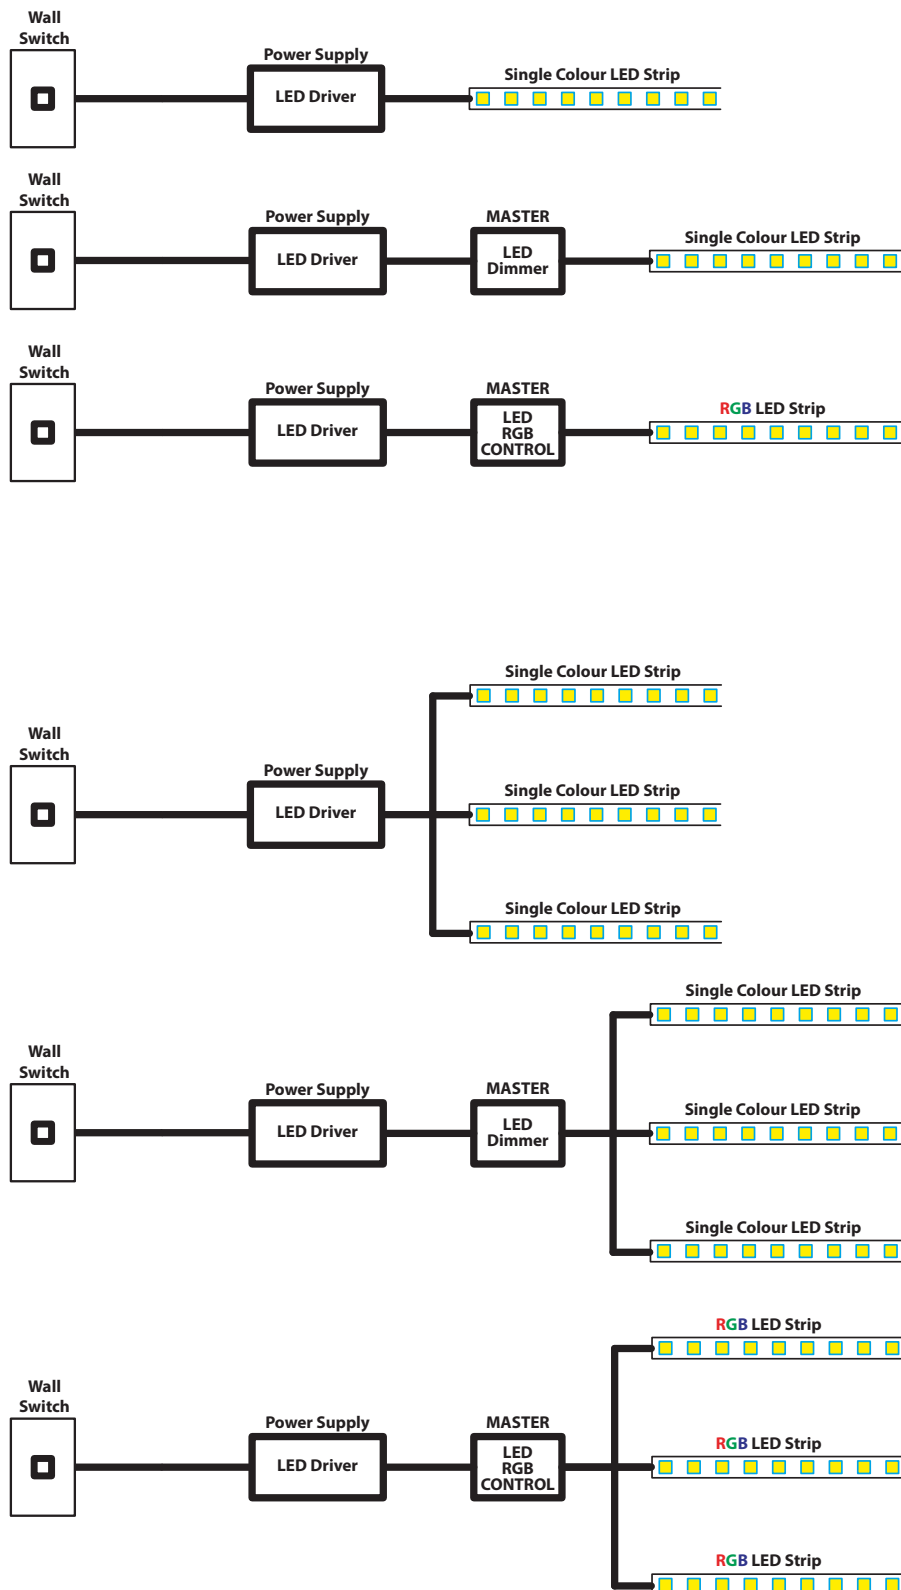 Wall
Switch
Power Supply
LED Driver
Single Colour LED Strip
Wall
Switch
Power Supply
LED Driver
MASTER
LED
Dimmer
Single Colour LED Strip
Wall
Switch
Power Supply
LED Driver
MASTER
LED
RGB
CONTROL
RGB LED Strip
Single Colour LED Strip
Wall
Switch
Power Supply
LED Driver
Single Colour LED Strip
Single Colour LED Strip
Single Colour LED Strip
Wall
Switch
Power Supply
LED Driver
MASTER
LED
Dimmer
Single Colour LED Strip
Single Colour LED Strip
RGB LED Strip
Wall
Switch
Power Supply
LED Driver
MASTER
LED
RGB
CONTROL
RGB LED Strip
RGB LED Strip